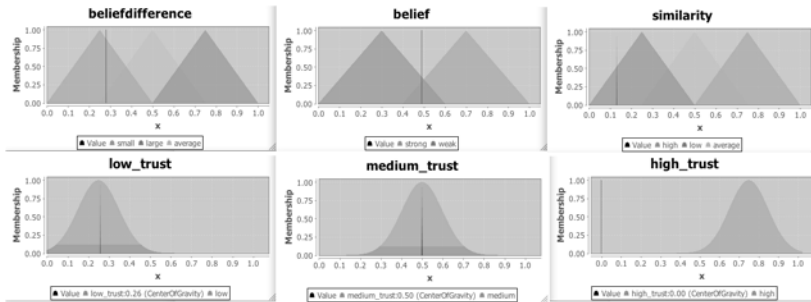 beliefdifference
Membership
1.00
0.75
0.50
0.25
0.00
0.0 0.1 0.2 0.3 0.4 0.5 0.6 0.7 0.8 0.9 1.0
x
Value small large average
belief
Membership
1.00
0.75
0.50
0.25
0.00
0.0 0.1 0.2 0.3 0.4 0.5 0.6 0.7 0.8 0.9 1.0
x
Value strong weak
similarity
Membership
1.00
0.75
0.50
0.25
0.00
0.0 0.1 0.2 0.3 0.4 0.5 0.6 0.7 0.8 0.9 1.0
x
Value high low average
low_trust
Membership
1.00
0.75
0.50
0.25
0.00
0.0 0.1 0.2 0.3 0.4 0.5 0.6 0.7 0.8 0.9 1.0
x
Value low_trust:0.26 (CenterOfGravity) low
medium_trust
Membership
1.00
0.75
0.50
0.25
0.00
0.0 0.1 0.2 0.3 0.4 0.5 0.6 0.7 0.8 0.9 1.0
x
Value medium_trust:0.50 (CenterOfGravity) medium
high_trust
Membership
1.00
0.75
0.50
0.25
0.00
0.0 0.1 0.2 0.3 0.4 0.5 0.6 0.7 0.8 0.9 1.0
x
Value high_trust:0.00 (CenterOfGravity) high